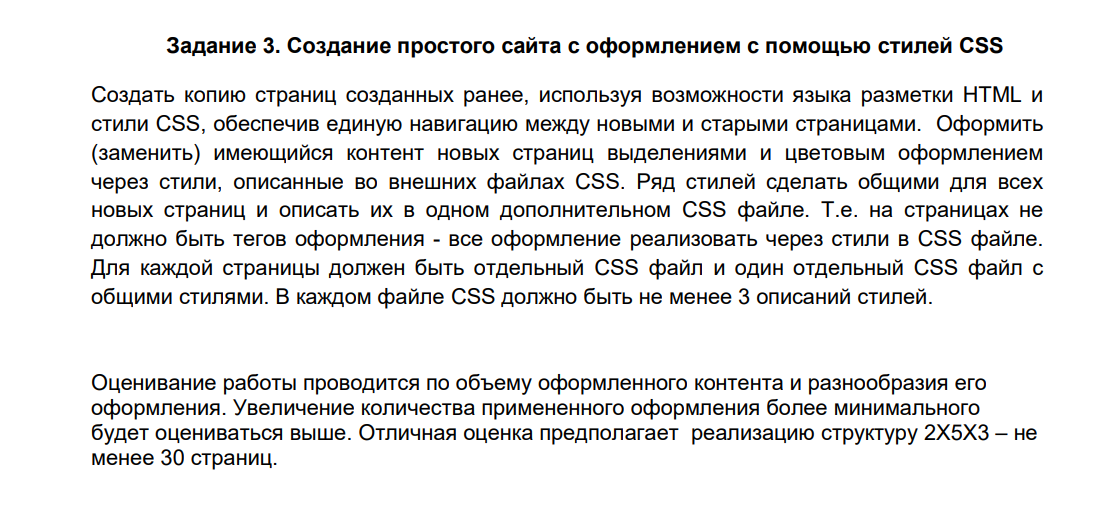 Задание 3. Создание простого сайта с оформлением с помощью стилей CSS
Создать копию страниц созданных ранее, используя возможности языка разметки HTML и
стили CSS, обеспечив единую навигацию между новыми и старыми страницами. Оформить
(заменить) имеющийся контент новых страниц выделениями и цветовым оформлением
через стили, описанные во внешних файлах CSS. Ряд стилей сделать общими для всех
новых страниц и описать их в одном дополнительном CSS файле. Т.е. на страницах не
должно быть тегов оформления - все оформление реализовать через стили в CSS файле.
Для каждой страницы должен быть отдельный CSS файл и один отдельный CSS файл с
общими стилями. В каждом файле CSS должно быть не менее 3 описаний стилей.
Оценивание работы проводится по объему оформленного контента и разнообразия его
оформления. Увеличение количества примененного оформления более минимального
будет оцениваться выше. Отличная оценка предполагает реализацию структуру 2X5X3 – не
менее 30 страниц.